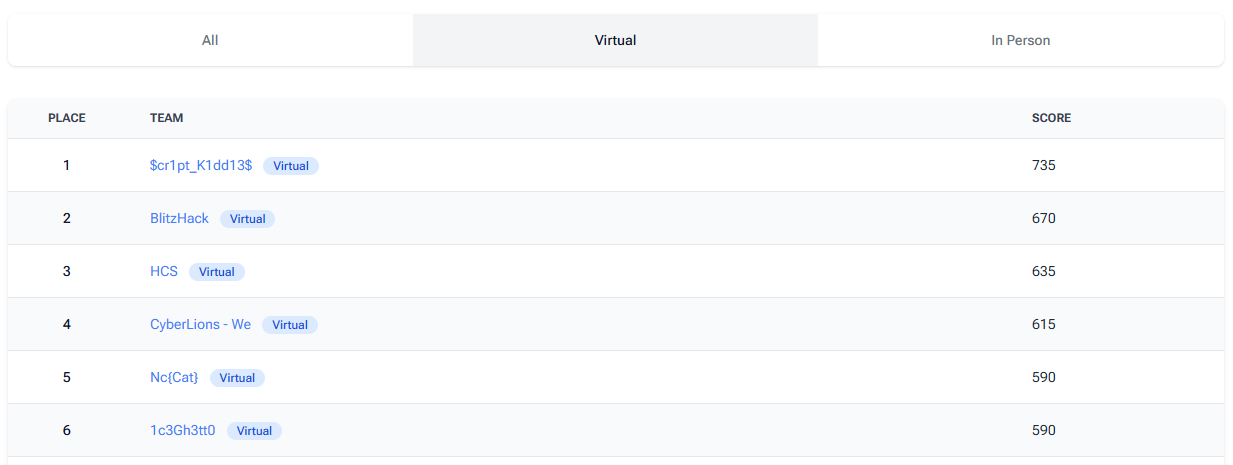 All Virtual In Person
PLACE TEAM SCORE
1 $cr1pt_K1dd13$ Virtual 735
2 BlitzHack Virtual 670
3 HCS Virtual 635
4 CyberLions - We Virtual 615
5 Nc{Cat} Virtual 590
6 1c3Gh3tt0 Virtual 590